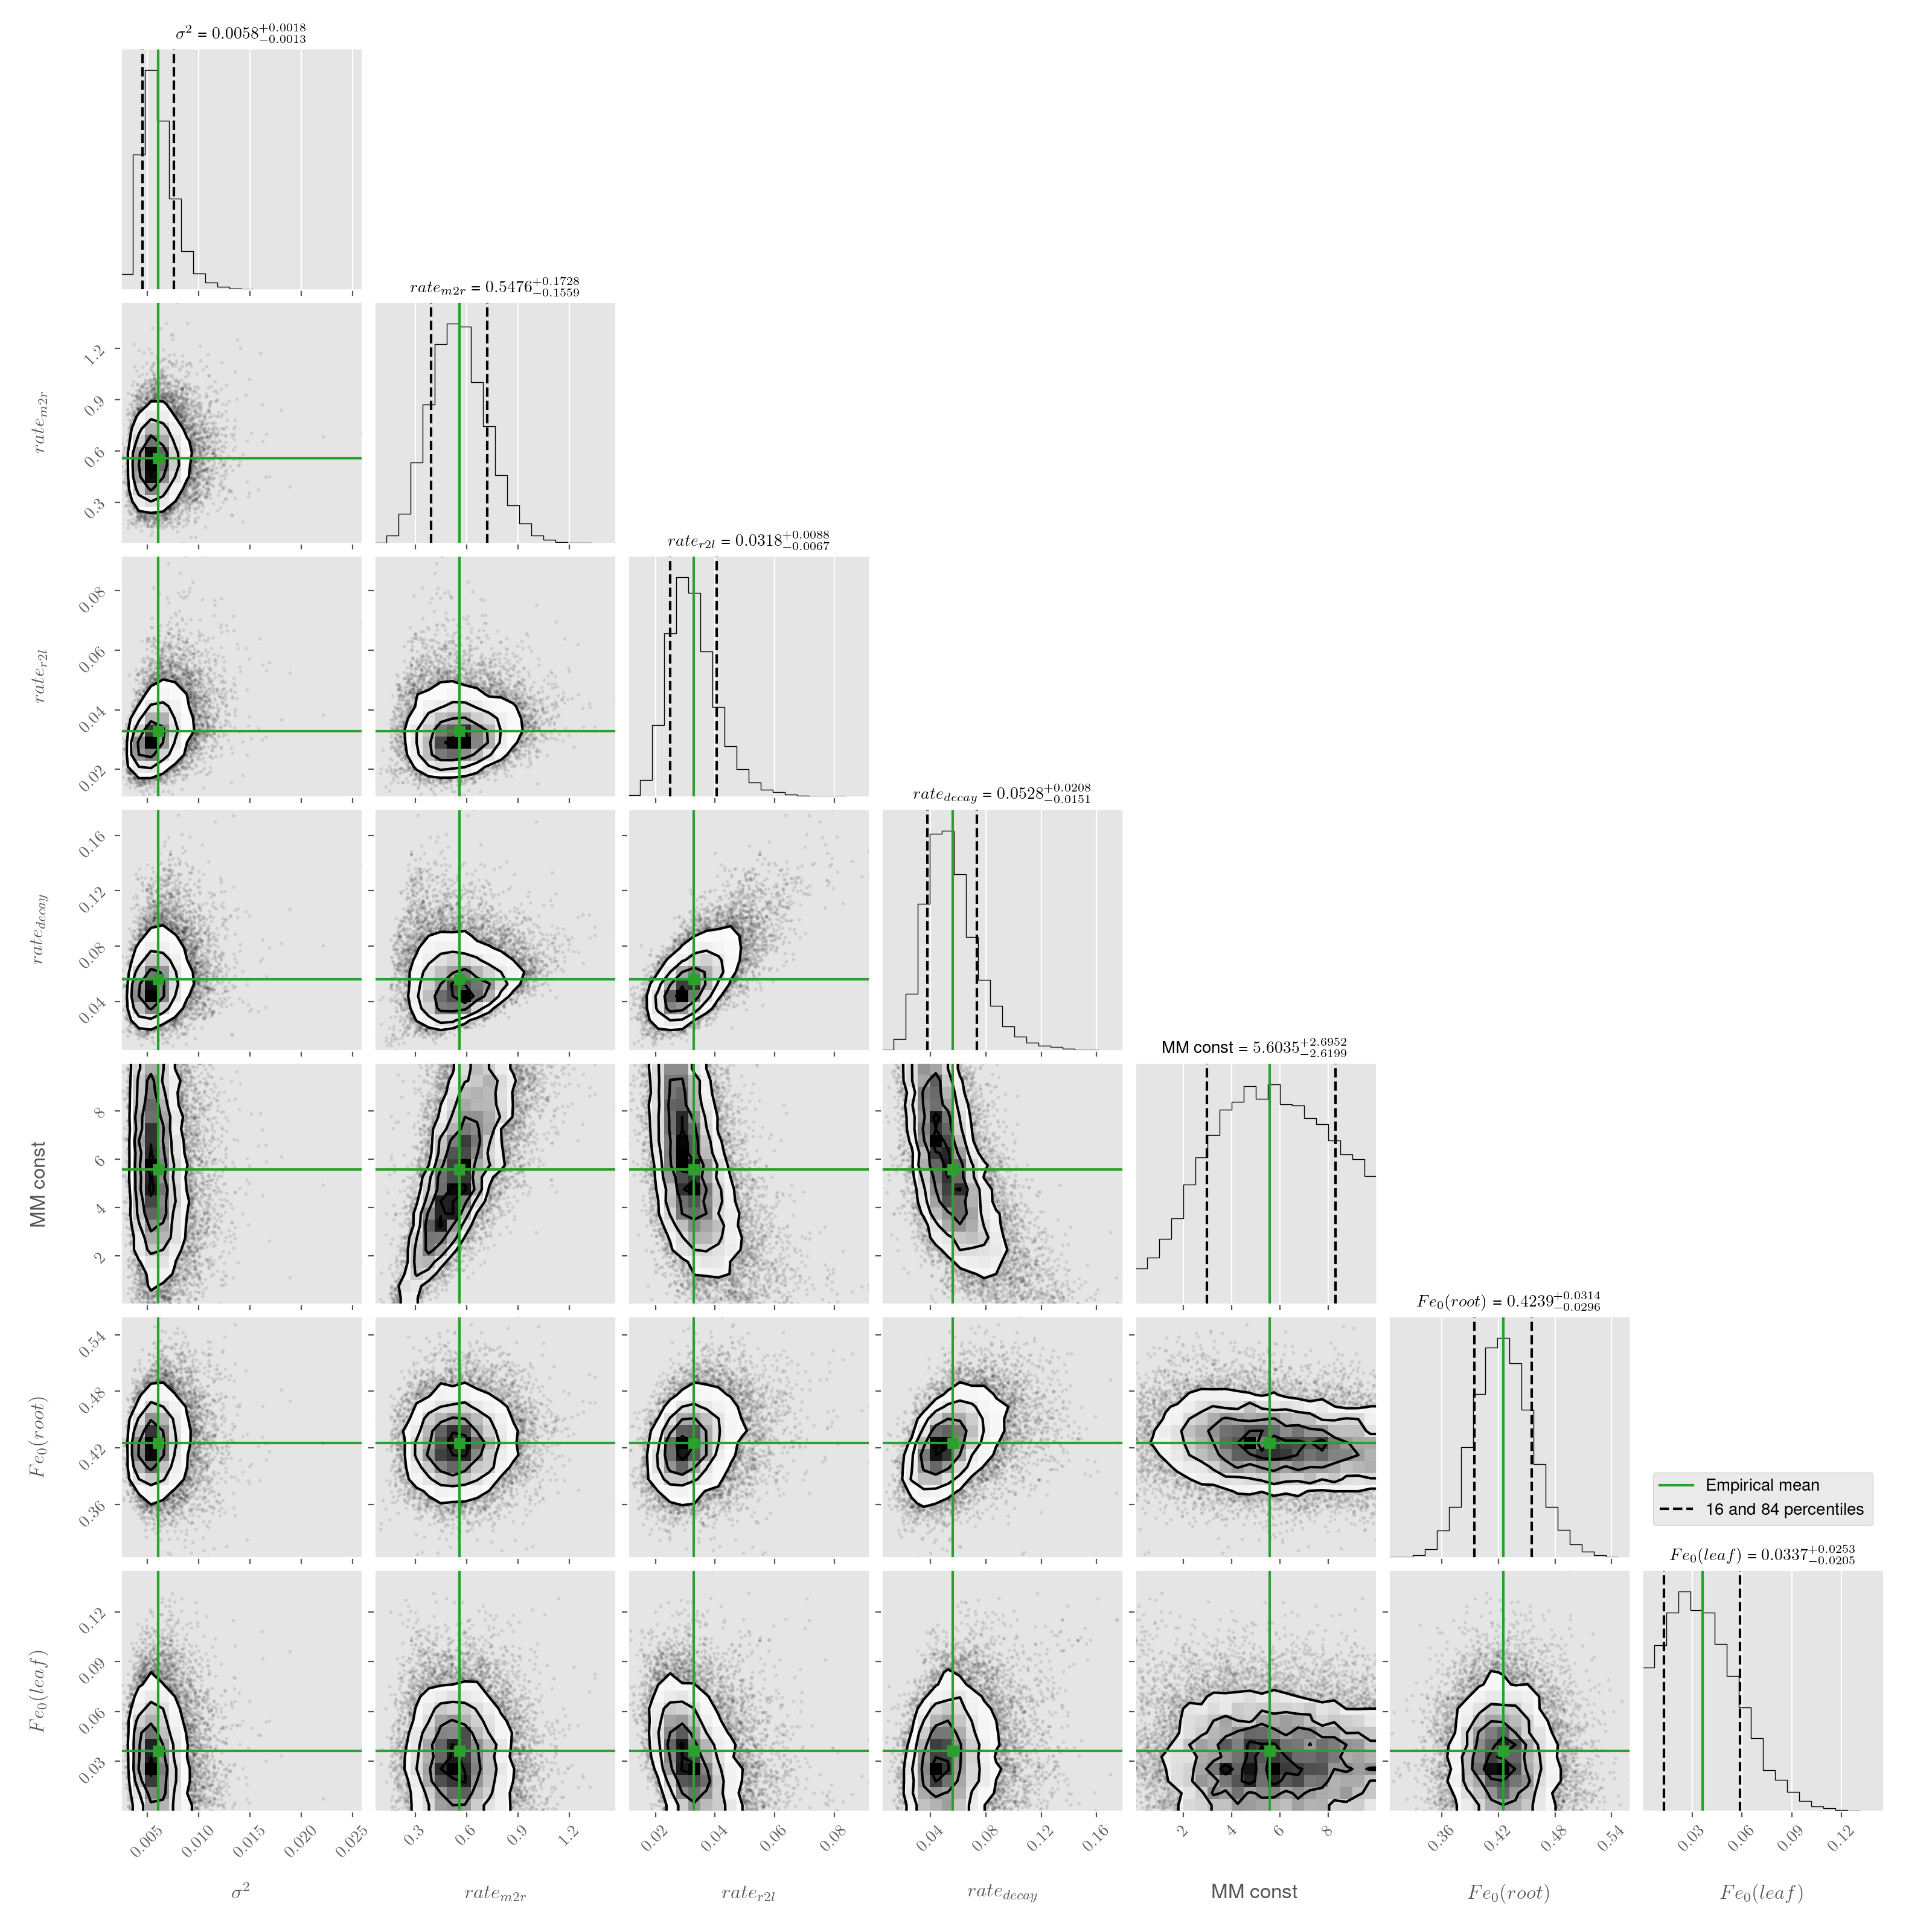 σ² = 0.0058+0.0018−0.0013
rate_m2r = 0.5476+0.1728−0.1559
1.2
0.9
0.6
0.3
rate_m2r
rate_r2l = 0.0318+0.0088−0.0067
0.08
0.06
0.04
0.02
rate_r2l
rate_decay = 0.0528+0.0208−0.0151
0.16
0.12
0.08
0.04
rate_decay
MM const = 5.6035+2.6952−2.6199
8
6
4
2
MM const
Fe₀(root) = 0.4239+0.0314−0.0296
0.54
0.48
0.42
0.36
Fe₀(root)
Empirical mean
16 and 84 percentiles
Fe₀(leaf) = 0.0337+0.0253−0.0205
0.12
0.09
0.06
0.03
Fe₀(leaf)
0.005 0.010 0.015 0.020 0.025 0.3 0.6 0.9 1.2 0.02 0.04 0.06 0.08 0.04 0.08 0.12 0.16 2 4 6 8 0.36 0.42 0.48 0.54 0.03 0.06 0.09 0.12
σ² rate_m2r rate_r2l rate_decay MM const Fe₀(root) Fe₀(leaf)